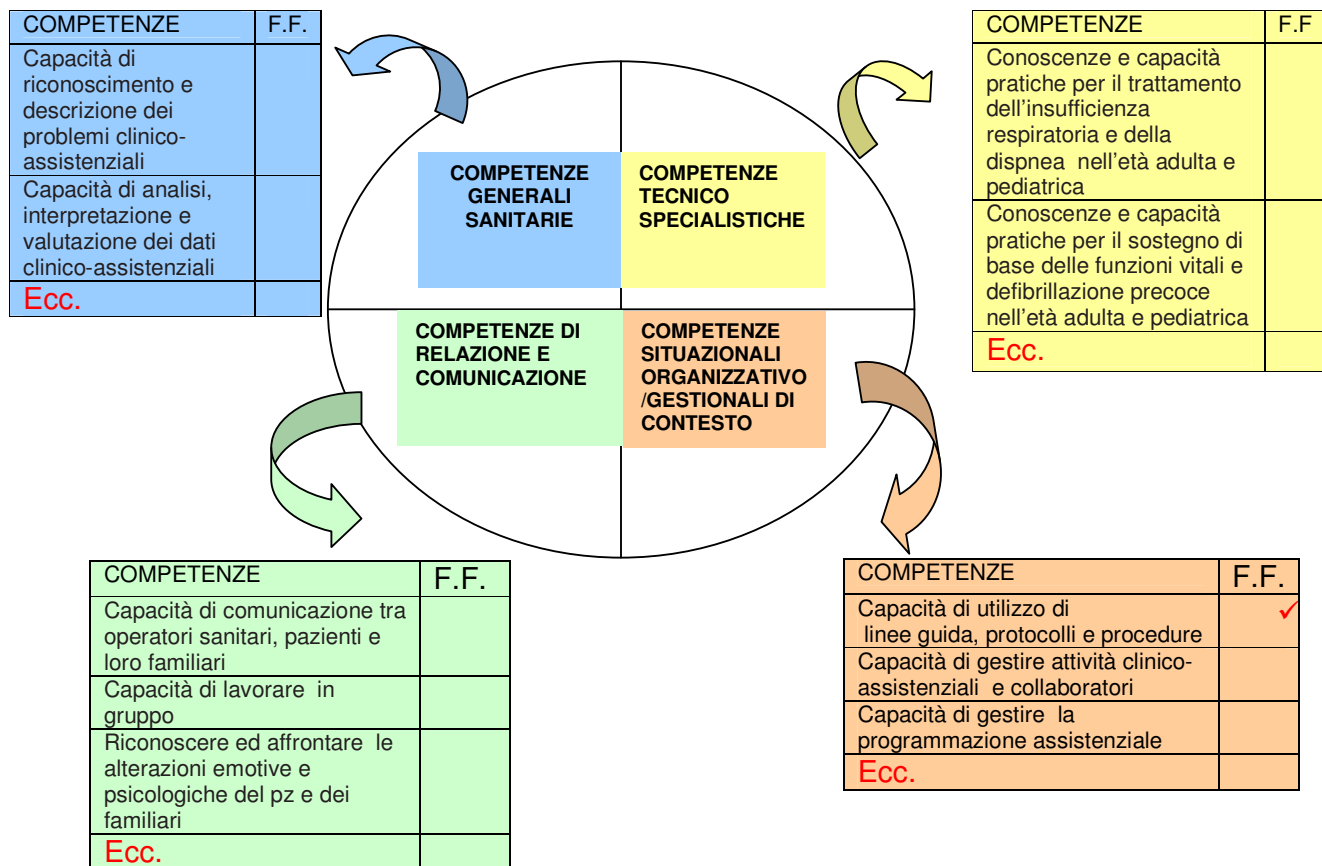 COMPETENZE F.F.
Capacità di
riconoscimento e
descrizione dei
problemi clinico-
assistenziali
Capacità di analisi,
interpretazione e
valutazione dei dati
clinico-assistenziali
Ecc.
COMPETENZE F.F
Conoscenze e capacità
pratiche per il trattamento
dell'insufficienza
respiratoria e della
dispnea nell'età adulta e
pediatrica
Conoscenze e capacità
pratiche per il sostegno di
base delle funzioni vitali e
defibrillazione precoce
nell'età adulta e pediatrica
Ecc.
COMPETENZE
GENERALI
SANITARIE
COMPETENZE
TECNICO
SPECIALISTICHE
COMPETENZE DI
RELAZIONE E
COMUNICAZIONE
COMPETENZE
SITUAZIONALI
ORGANIZZATIVO
/GESTIONALI DI
CONTESTO
COMPETENZE F.F.
Capacità di comunicazione tra
operatori sanitari, pazienti e
loro familiari
Capacità di lavorare in
gruppo
Riconoscere ed affrontare le
alterazioni emotive e
psicologiche del pz e dei
familiari
Ecc.
COMPETENZE F.F.
Capacità di utilizzo di ✓
linee guida, protocolli e procedure
Capacità di gestire attività clinico-
assistenziali e collaboratori
Capacità di gestire la
programmazione assistenziale
Ecc.